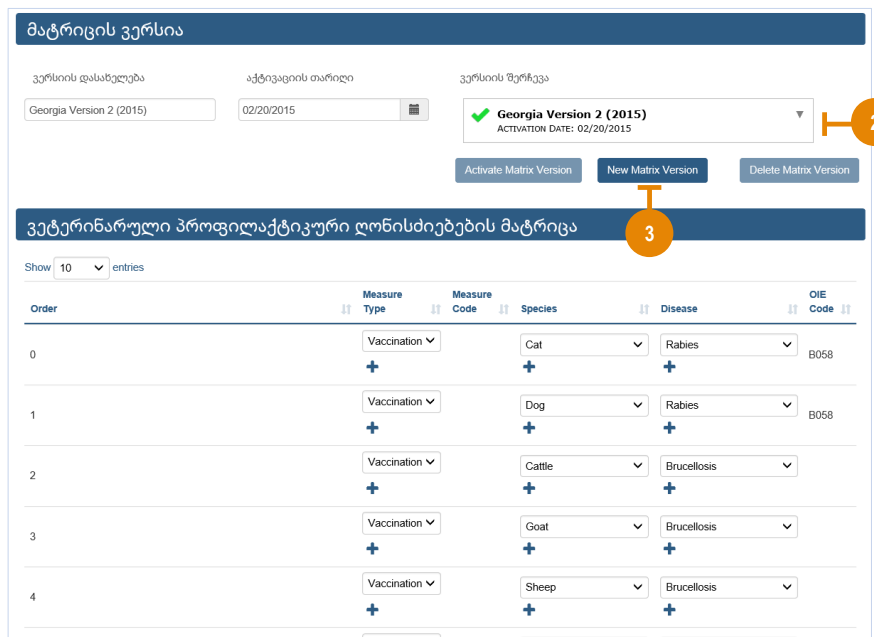 მატრიცის ვერსია
ვერსიის დასახელება აქტივაციის თარიღი ვერსიის შერჩევა
Georgia Version 2 (2015) 02/20/2015 Georgia Version 2 (2015)
ACTIVATION DATE: 02/20/2015
2
Activate Matrix Version New Matrix Version Delete Matrix Version
3
ვეტერინარული პროფილაქტიკური ღონისძიებების მატრიცა
Show 10 entries
Order Measure Type Measure Code Species Disease OIE Code
0 Vaccination Cat Rabies B058
1 Vaccination Dog Rabies B058
2 Vaccination Cattle Brucellosis
3 Vaccination Goat Brucellosis
4 Vaccination Sheep Brucellosis